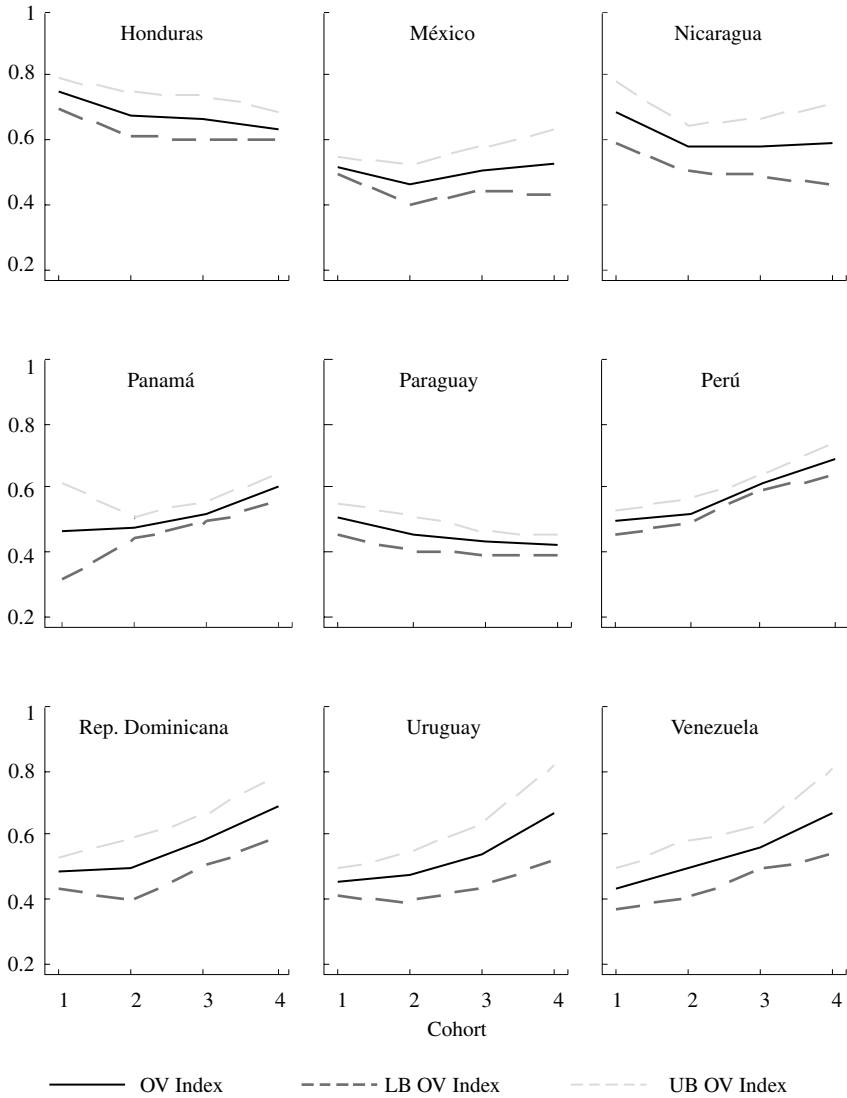 1
Honduras
México
Nicaragua
0.8
0.6
0.4
0.2
1
Panamá
Paraguay
Perú
0.8
0.6
0.4
0.2
1
Rep. Dominicana
Uruguay
Venezuela
0.8
0.6
0.4
0.2
1 2 3 4 1 2 3 4 1 2 3 4
Cohort
OV Index LB OV Index UB OV Index